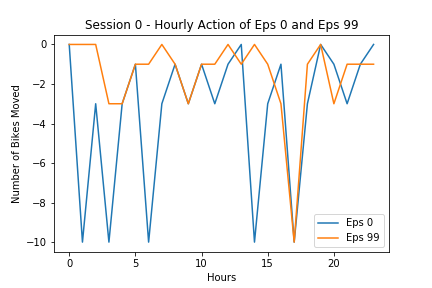 Session 0 - Hourly Action of Eps 0 and Eps 99
Number of Bikes Moved
0
−2
−4
−6
−8
−10
0
5
10
15
20
Hours
Eps 0
Eps 99